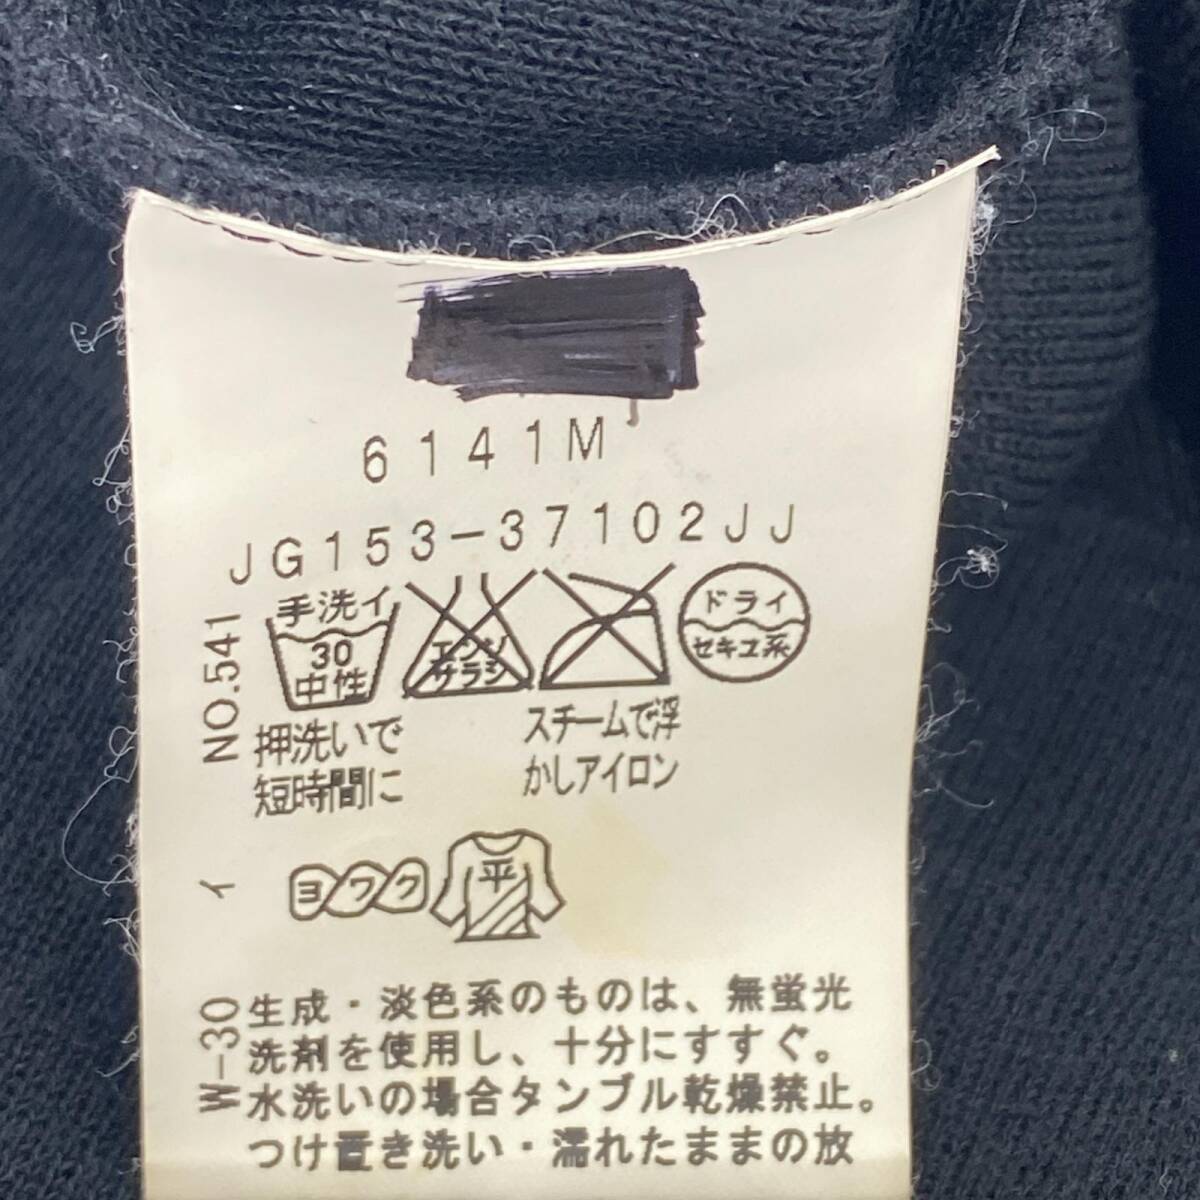 6141M
JG153-37102JJ
手洗イ
30
中性
エンソ
サラシ
ドライ
セキユ系
押洗いで
短時間に
スチームで浮
かしアイロン
ヨワク
平
生成・淡色系のものは、無蛍光
洗剤を使用し、十分にすすぐ。
水洗いの場合タンブル乾燥禁止。
つけ置き洗い・濡れたままの放
NO.541
イ
W-30